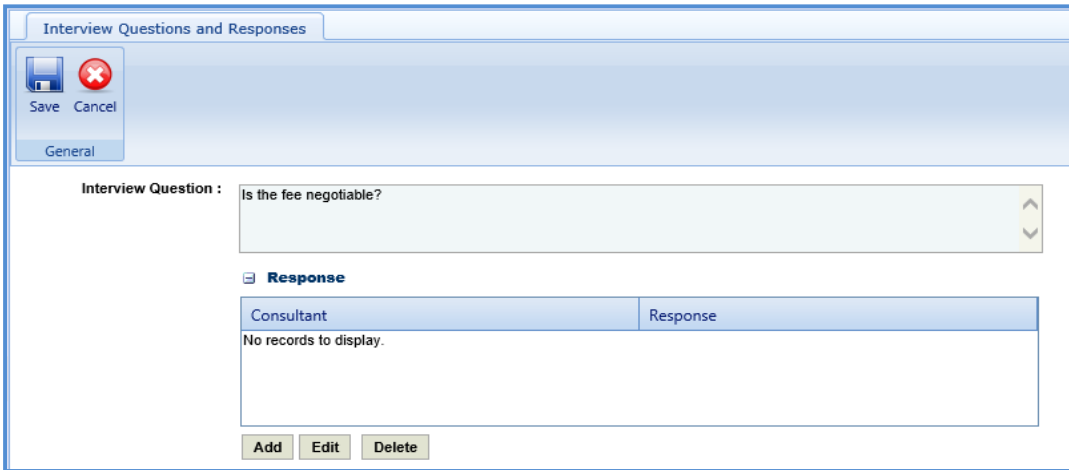 Interview Questions and Responses
Save Cancel
General
Interview Question :
Is the fee negotiable?
Response
Consultant Response
No records to display.
Add Edit Delete